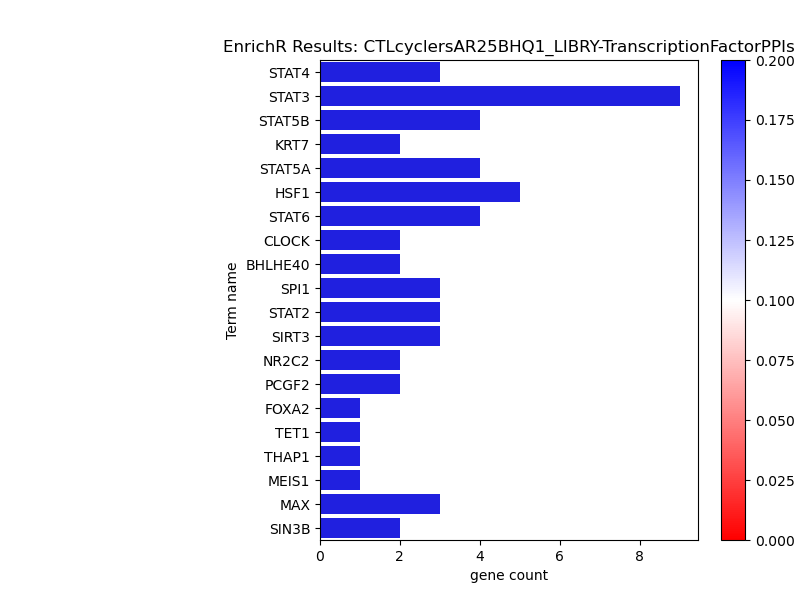 EnrichR Results: CTLcyclersAR25BHQ1_LIBRY-TranscriptionFactorPPIs
Term name
STAT4
STAT3
STAT5B
KRT7
STAT5A
HSF1
STAT6
CLOCK
BHLHE40
SPI1
STAT2
SIRT3
NR2C2
PCGF2
FOXA2
TET1
THAP1
MEIS1
MAX
SIN3B
0 2 4 6 8
gene count
0.200
0.175
0.150
0.125
0.100
0.075
0.050
0.025
0.000